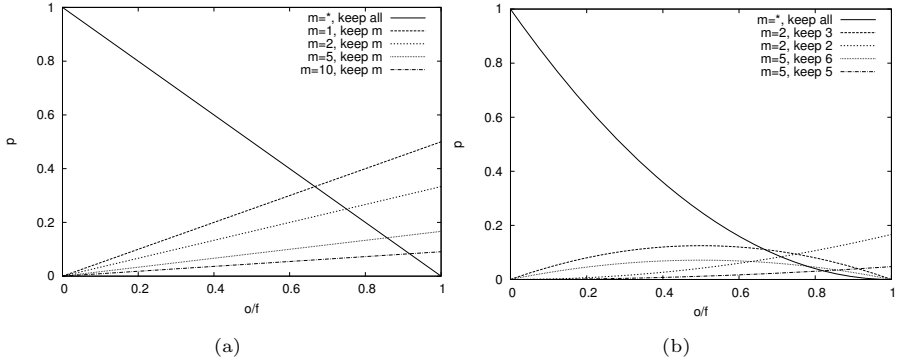 m=*, keep all
m=1, keep m
m=2, keep m
m=5, keep m
m=10, keep m
1
0.8
0.6
0.4
0.2
0
p
0 0.2 0.4 0.6 0.8 1
o/f
(a)
m=*, keep all
m=2, keep 3
m=2, keep 2
m=5, keep 6
m=5, keep 5
1
0.8
0.6
0.4
0.2
0
p
0 0.2 0.4 0.6 0.8 1
o/f
(b)